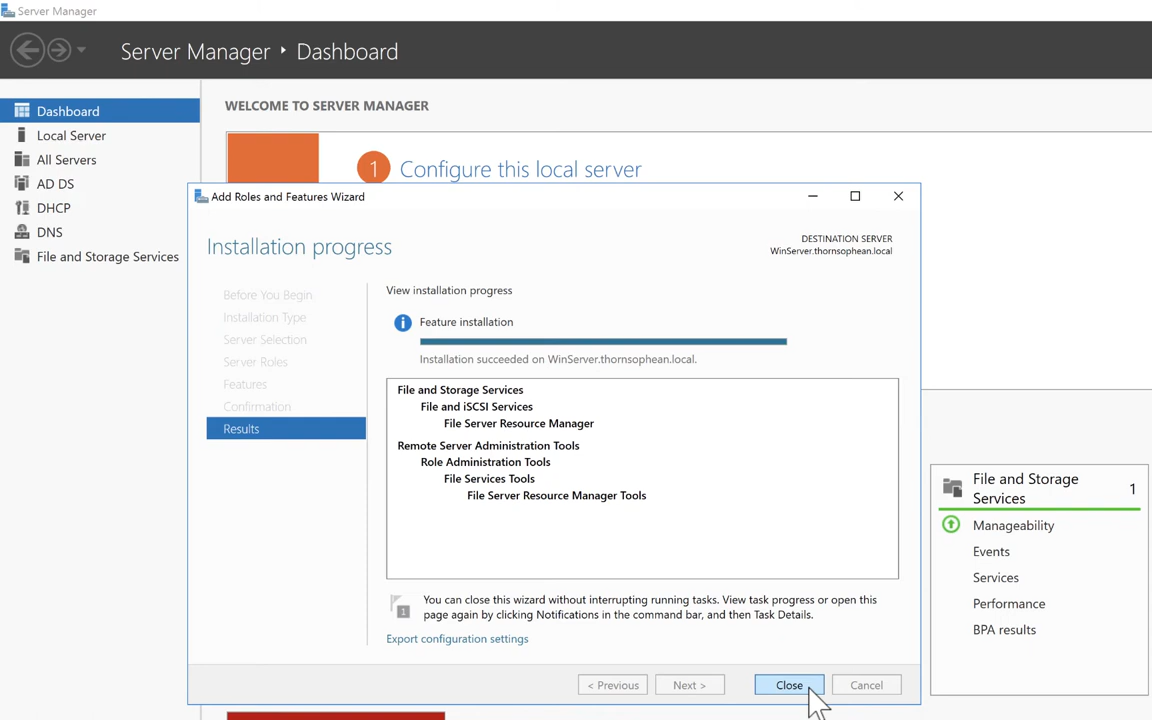 Server Manager
Server Manager • Dashboard
Dashboard
Local Server
All Servers
AD DS
DHCP
DNS
File and Storage Services
WELCOME TO SERVER MANAGER
1 Configure this local server
Add Roles and Features Wizard
Installation progress
DESTINATION SERVER
WinServer.thornsophean.local
Before You Begin
Installation Type
Server Selection
Server Roles
Features
Confirmation
Results
View installation progress
Feature installation
Installation succeeded on WinServer.thornsophean.local.
File and Storage Services
File and iSCSI Services
File Server Resource Manager
Remote Server Administration Tools
Role Administration Tools
File Services Tools
File Server Resource Manager Tools
1
You can close this wizard without interrupting running tasks. View task progress or open this
page again by clicking Notifications in the command bar, and then Task Details.
Export configuration settings
< Previous
Next >
Close
Cancel
File and Storage
Services
1
Manageability
Events
Services
Performance
BPA results